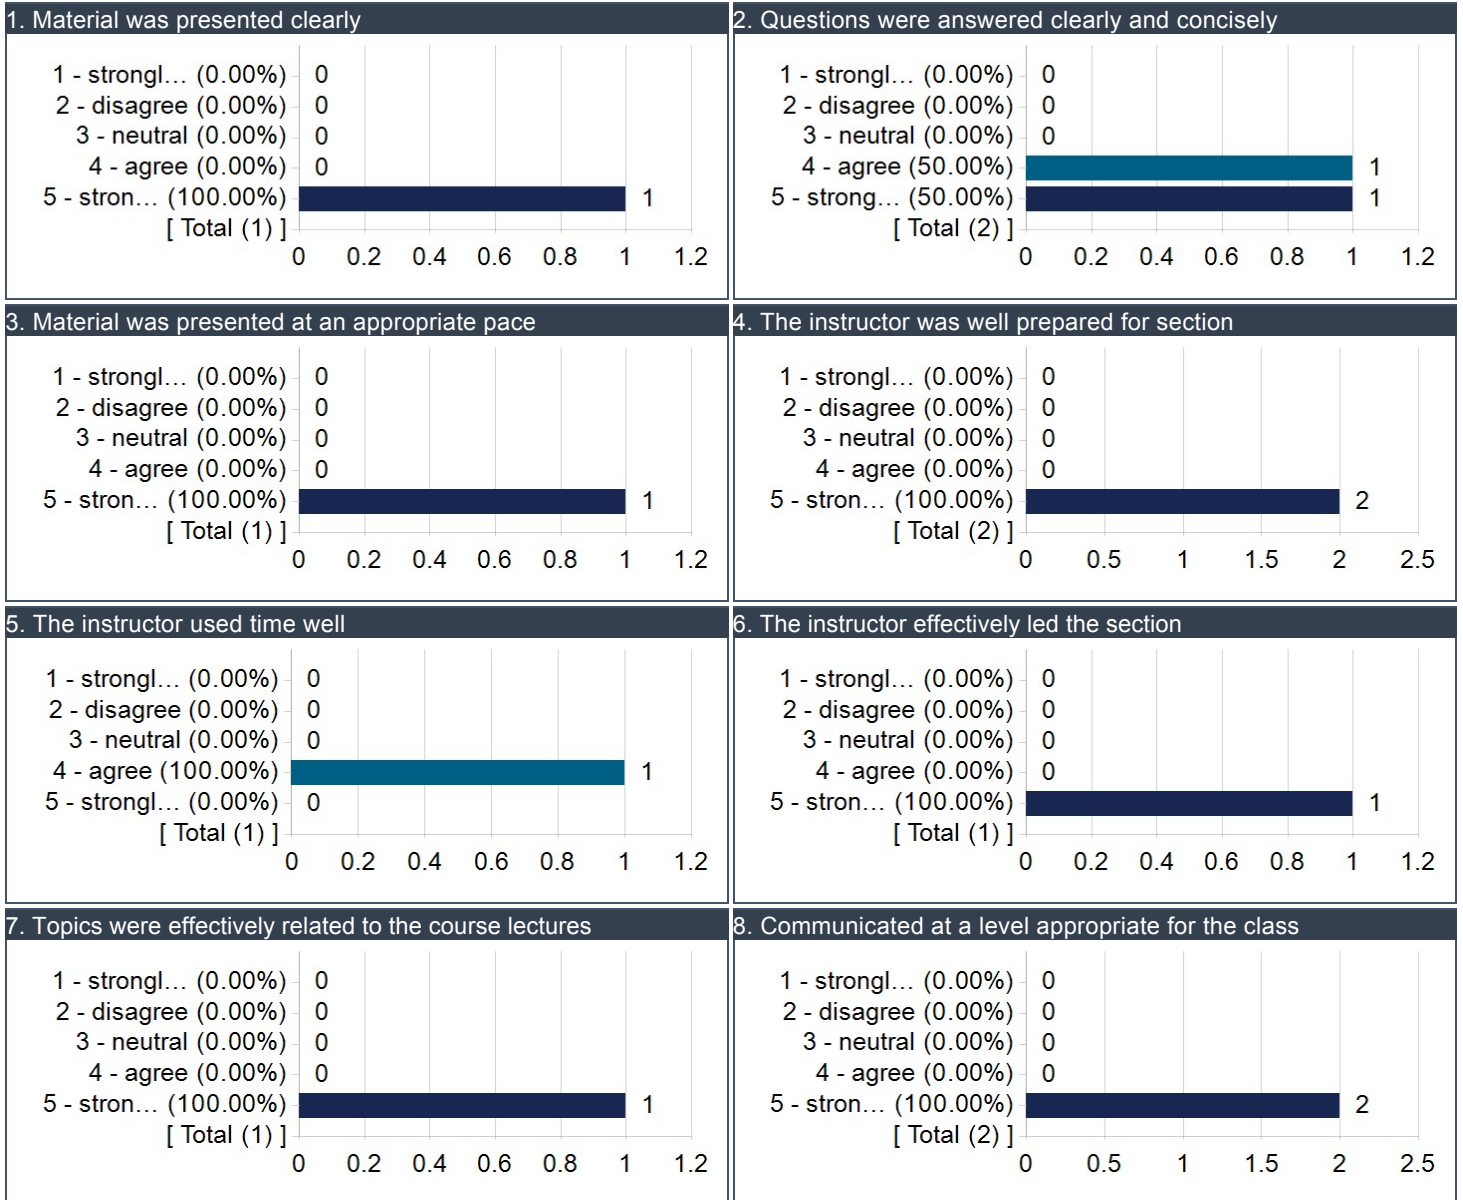 1. Material was presented clearly
1 - strongl... (0.00%) 0
2 - disagree (0.00%) 0
3 - neutral (0.00%) 0
4 - agree (0.00%) 0
5 - stron... (100.00%) 1
[ Total (1) ]
0 0.2 0.4 0.6 0.8 1 1.2
2. Questions were answered clearly and concisely
1 - strongl... (0.00%) 0
2 - disagree (0.00%) 0
3 - neutral (0.00%) 0
4 - agree (50.00%) 1
5 - strong... (50.00%) 1
[ Total (2) ]
0 0.2 0.4 0.6 0.8 1 1.2
3. Material was presented at an appropriate pace
1 - strongl... (0.00%) 0
2 - disagree (0.00%) 0
3 - neutral (0.00%) 0
4 - agree (0.00%) 0
5 - stron... (100.00%) 1
[ Total (1) ]
0 0.2 0.4 0.6 0.8 1 1.2
4. The instructor was well prepared for section
1 - strongl... (0.00%) 0
2 - disagree (0.00%) 0
3 - neutral (0.00%) 0
4 - agree (0.00%) 0
5 - stron... (100.00%) 2
[ Total (2) ]
0 0.5 1 1.5 2 2.5
5. The instructor used time well
1 - strongl... (0.00%) 0
2 - disagree (0.00%) 0
3 - neutral (0.00%) 0
4 - agree (100.00%) 1
5 - strongl... (0.00%) 0
[ Total (1) ]
0 0.2 0.4 0.6 0.8 1 1.2
6. The instructor effectively led the section
1 - strongl... (0.00%) 0
2 - disagree (0.00%) 0
3 - neutral (0.00%) 0
4 - agree (0.00%) 0
5 - stron... (100.00%) 1
[ Total (1) ]
0 0.2 0.4 0.6 0.8 1 1.2
7. Topics were effectively related to the course lectures
1 - strongl... (0.00%) 0
2 - disagree (0.00%) 0
3 - neutral (0.00%) 0
4 - agree (0.00%) 0
5 - stron... (100.00%) 1
[ Total (1) ]
0 0.2 0.4 0.6 0.8 1 1.2
8. Communicated at a level appropriate for the class
1 - strongl... (0.00%) 0
2 - disagree (0.00%) 0
3 - neutral (0.00%) 0
4 - agree (0.00%) 0
5 - stron... (100.00%) 2
[ Total (2) ]
0 0.5 1 1.5 2 2.5